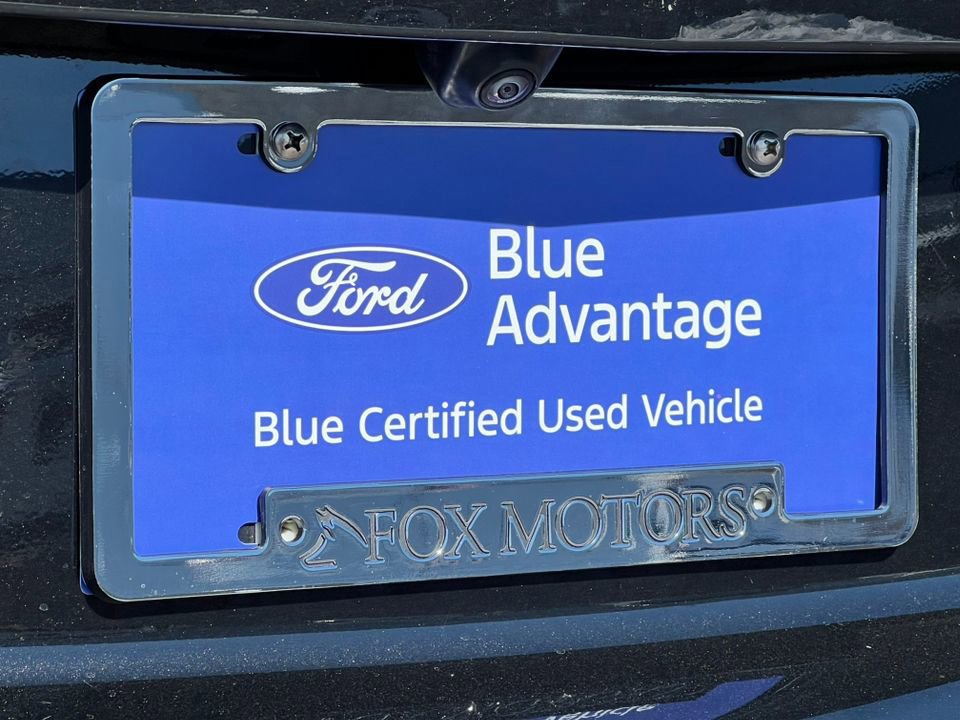 Ford
Blue
Advantage
Blue Certified Used Vehicle
FOX MOTORS